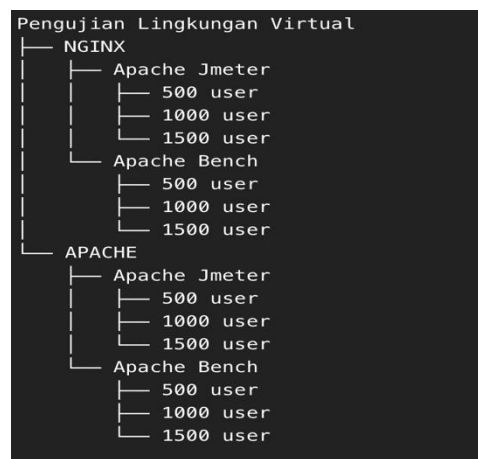 Pengujian Lingkungan Virtual
├── NGINX
│   ├── Apache Jmeter
│   │   ├── 500 user
│   │   ├── 1000 user
│   │   └── 1500 user
│   └── Apache Bench
│       ├── 500 user
│       ├── 1000 user
│       └── 1500 user
└── APACHE
    ├── Apache Jmeter
    │   ├── 500 user
    │   ├── 1000 user
    │   └── 1500 user
    └── Apache Bench
        ├── 500 user
        ├── 1000 user
        └── 1500 user